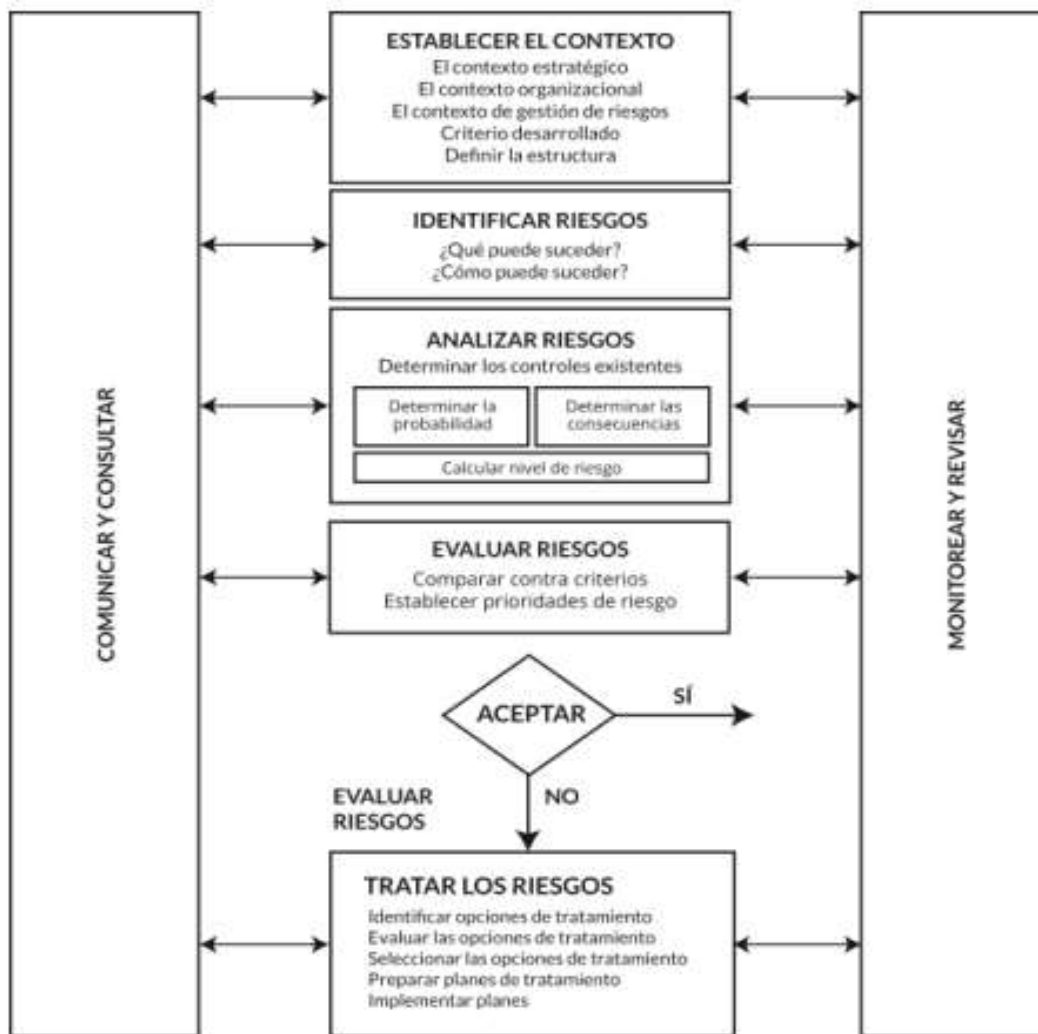 COMUNICAR Y CONSULTAR
ESTABLECER EL CONTEXTO
El contexto estratégico
El contexto organizacional
El contexto de gestión de riesgos
Criterio desarrollado
Definir la estructura
IDENTIFICAR RIESGOS
¿Qué puede suceder?
¿Cómo puede suceder?
ANALIZAR RIESGOS
Determinar los controles existentes
Determinar la
probabilidad
Determinar las
consecuencias
Calcular nivel de riesgo
EVALUAR RIESGOS
Comparar contra criterios
Establecer prioridades de riesgo
ACEPTAR
SÍ
NO
EVALUAR
RIESGOS
TRATAR LOS RIESGOS
Identificar opciones de tratamiento
Evaluar las opciones de tratamiento
Seleccionar las opciones de tratamiento
Preparar planes de tratamiento
Implementar planes
MONITOREAR Y REVISAR